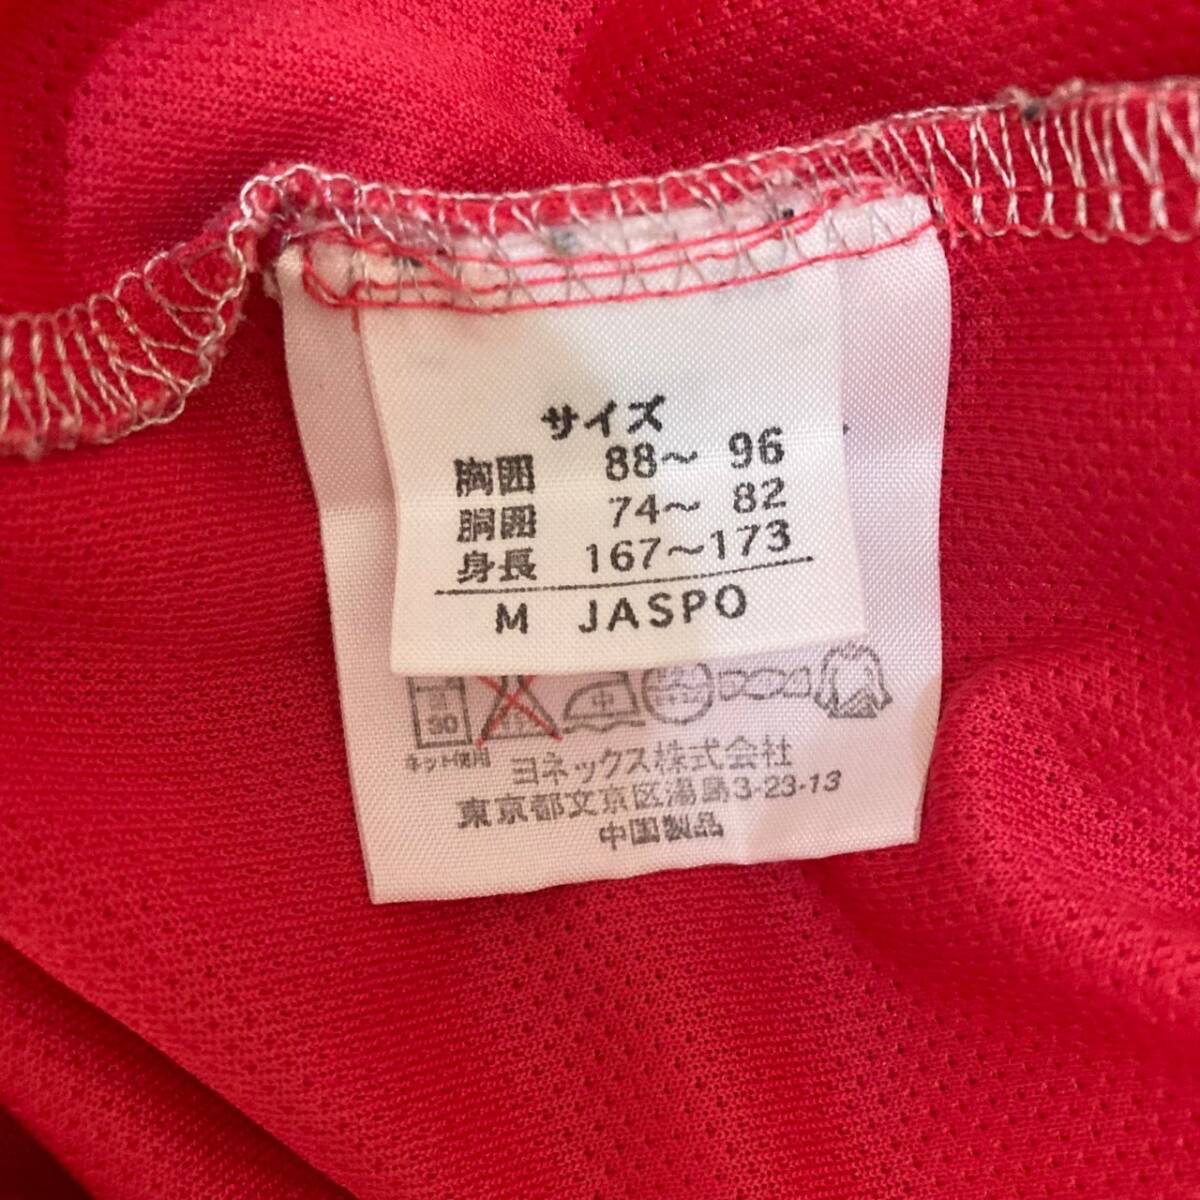 サイズ
胸囲 88～96
胴囲 74～82
身長 167～173
M JASPO
30 中
ネット使用
ヨネックス株式会社
東京都文京区湯島3-23-13
中国製品